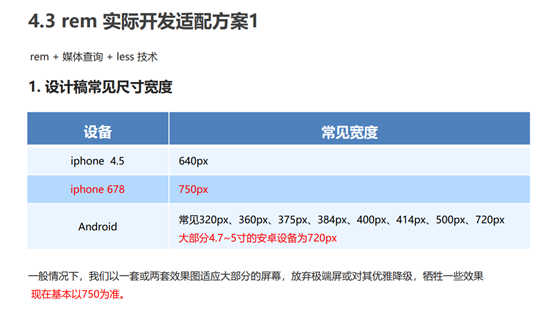 4.3 rem 实际开发适配方案1
rem + 媒体查询 + less 技术
1. 设计稿常见尺寸宽度
设备 常见宽度
iphone 4.5 640px
iphone 678 750px
Android 常见320px、360px、375px、384px、400px、414px、500px、720px
大部分4.7~5寸的安卓设备为720px
一般情况下，我们以一套或两套效果图适应大部分的屏幕，放弃极端屏或对其优雅降级，牺牲一些效果
现在基本以750为准。